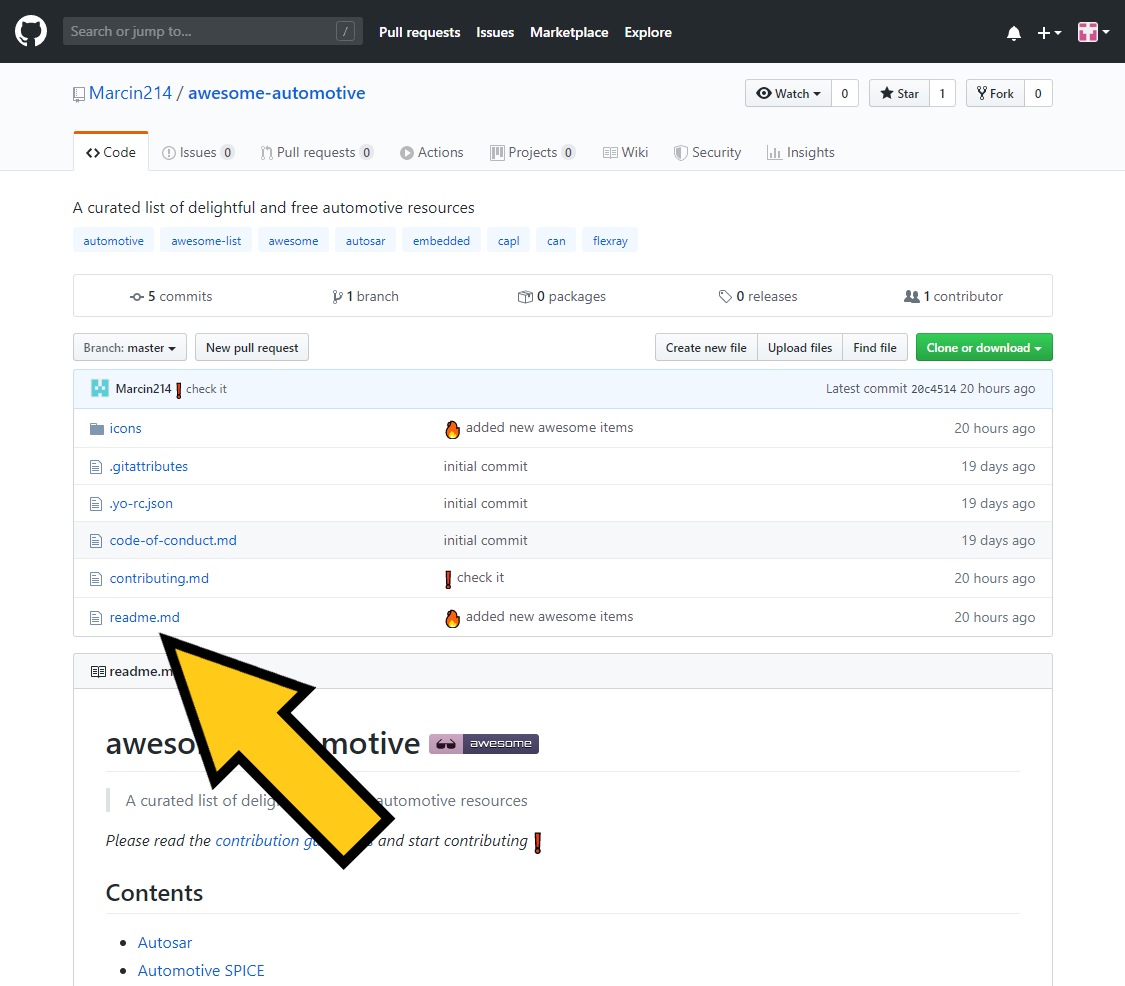 Search or jump to... / Pull requests Issues Marketplace Explore
Marcin214 / awesome-automotive Watch 0 Star 1 Fork 0
Code Issues 0 Pull requests 0 Actions Projects 0 Wiki Security Insights
A curated list of delightful and free automotive resources
automotive awesome-list awesome autosar embedded capl can flexray
5 commits 1 branch 0 packages 0 releases 1 contributor
Branch: master New pull request Create new file Upload files Find file Clone or download
Marcin214 ❗ check it Latest commit 20c4514 20 hours ago
icons 🔥 added new awesome items 20 hours ago
.gitattributes initial commit 19 days ago
.yo-rc.json initial commit 19 days ago
code-of-conduct.md initial commit 19 days ago
contributing.md ❗ check it 20 hours ago
readme.md 🔥 added new awesome items 20 hours ago
readme.m
aweso motive awesome
A curated list of delig automotive resources
Please read the contribution gu and start contributing ❗
Contents
Autosar
Automotive SPICE